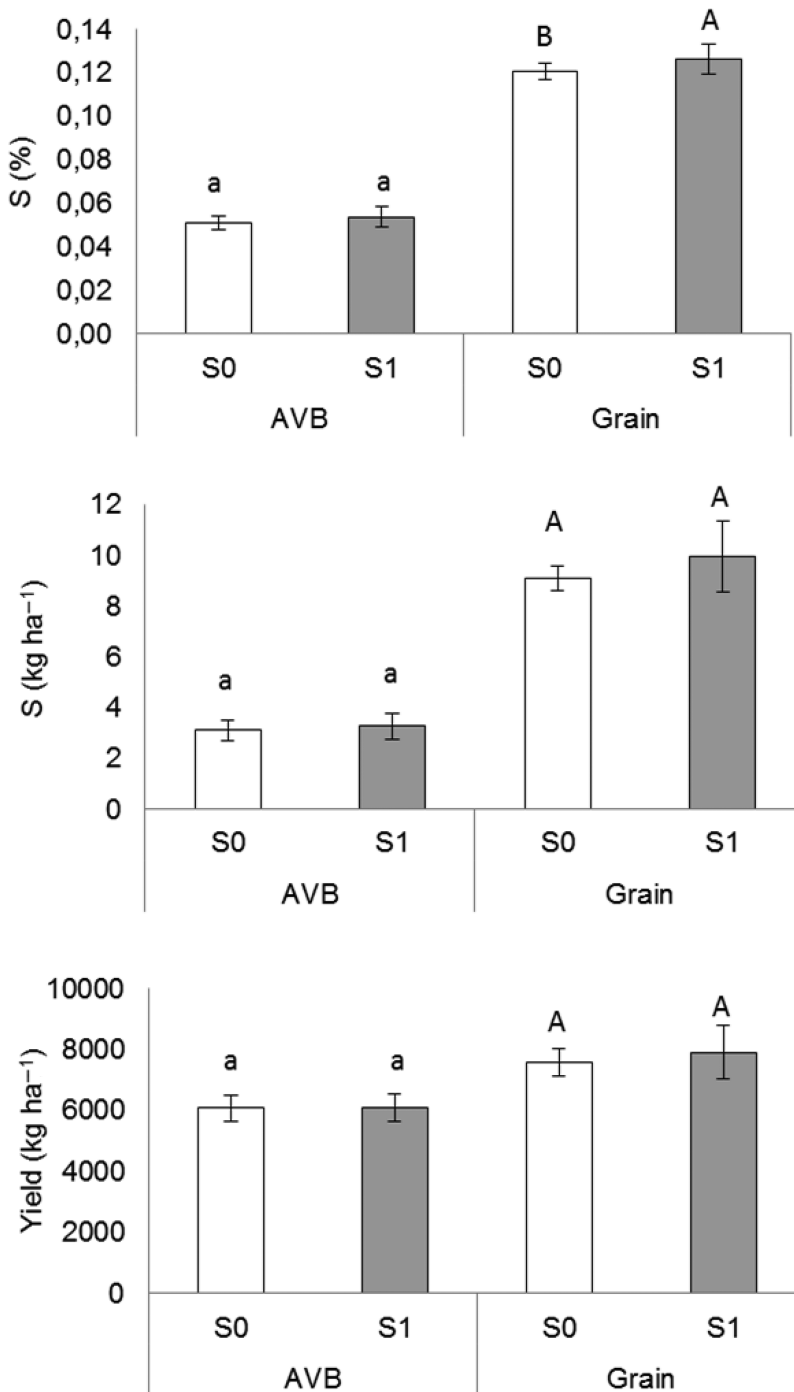 0,14
0,12
0,10
0,08
0,06
0,04
0,02
0,00
S (%)
a a B A
S0 S1 S0 S1
AVB Grain
12
10
8
6
4
2
0
S (kg ha⁻¹)
a a A A
S0 S1 S0 S1
AVB Grain
10000
8000
6000
4000
2000
0
Yield (kg ha⁻¹)
a a A A
S0 S1 S0 S1
AVB Grain